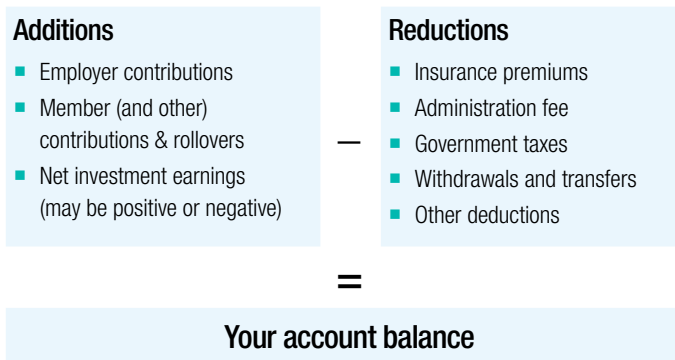 Additions
Employer contributions
Member (and other)
contributions & rollovers
Net investment earnings
(may be positive or negative)
–
Reductions
Insurance premiums
Administration fee
Government taxes
Withdrawals and transfers
Other deductions
=
Your account balance